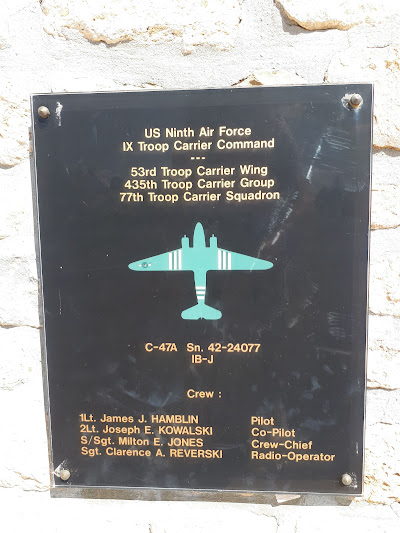 US Ninth Air Force
IX Troop Carrier Command
---
53rd Troop Carrier Wing
435th Troop Carrier Group
77th Troop Carrier Squadron
C-47A Sn. 42-24077
IB-J
Crew :
1Lt. James J. HAMBLIN Pilot
2Lt. Joseph E. KOWALSKI Co-Pilot
S/Sgt. Milton E. JONES Crew-Chief
Sgt. Clarence A. REVERSKI Radio-Operator